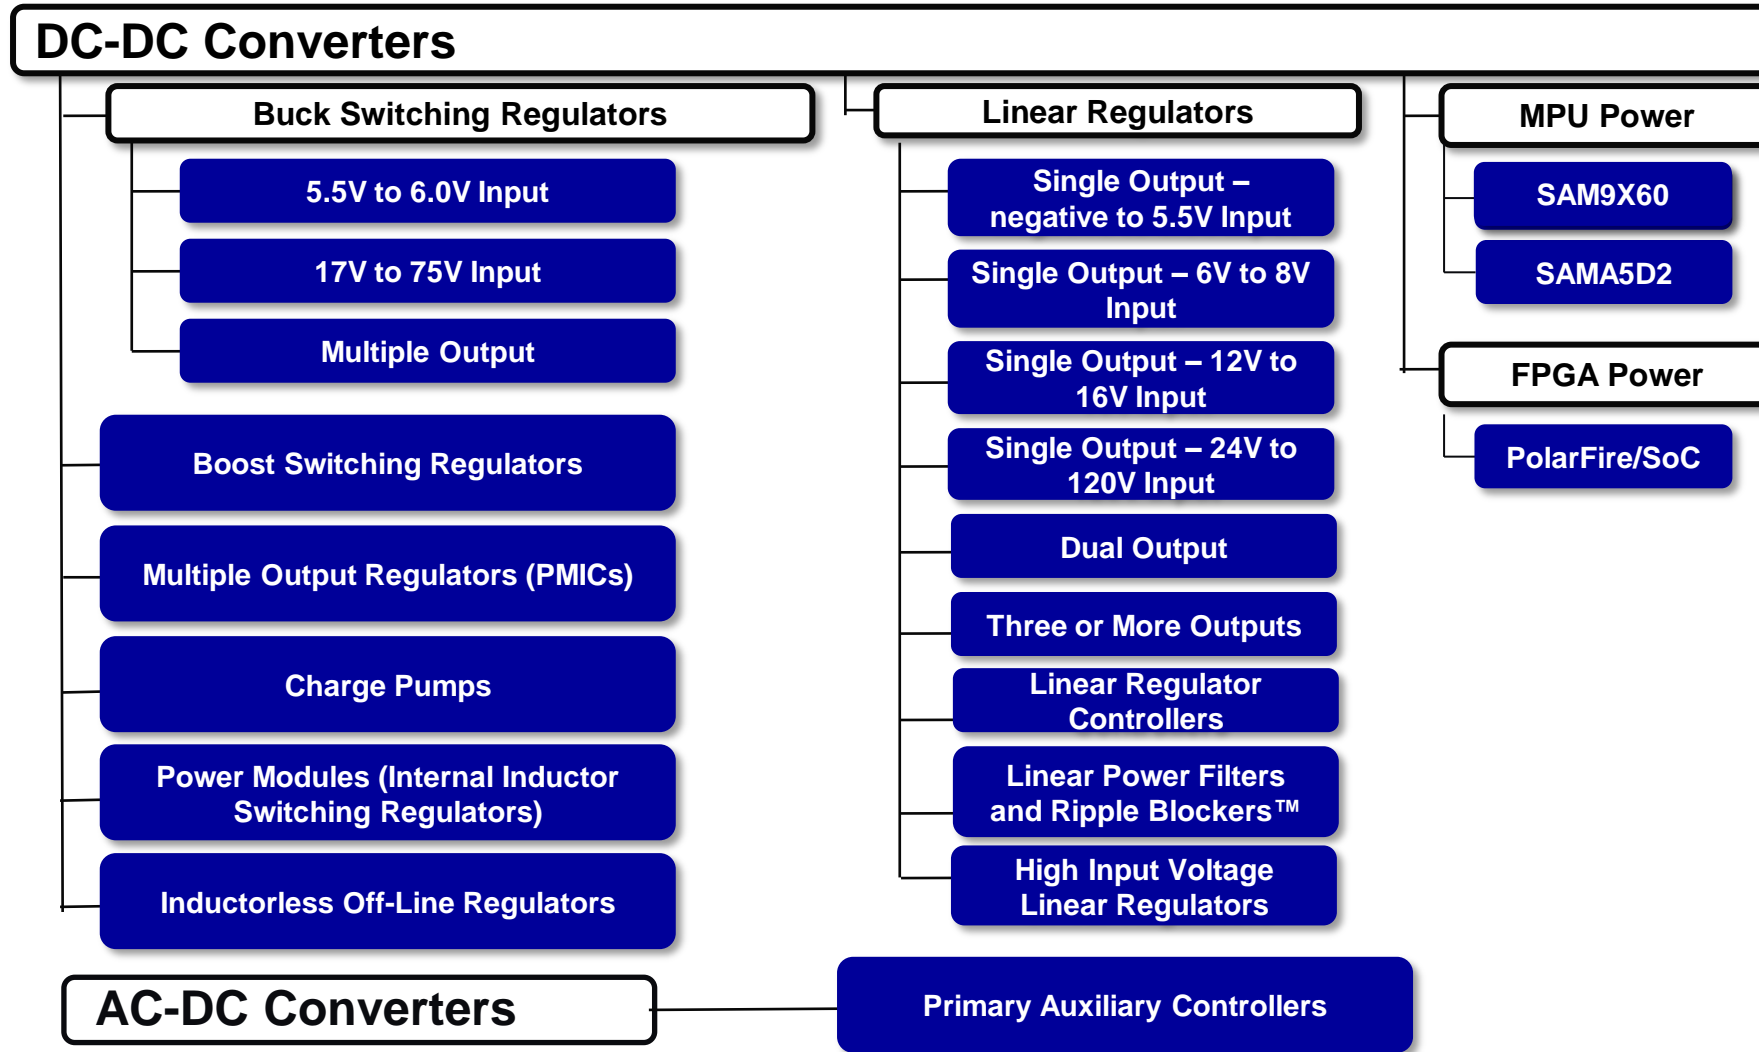 DC-DC Converters
Buck Switching Regulators
5.5V to 6.0V Input
17V to 75V Input
Multiple Output
Boost Switching Regulators
Multiple Output Regulators (PMICs)
Charge Pumps
Power Modules (Internal Inductor
Switching Regulators)
Inductorless Off-Line Regulators
Linear Regulators
Single Output –
negative to 5.5V Input
Single Output – 6V to 8V
Input
Single Output – 12V to
16V Input
Single Output – 24V to
120V Input
Dual Output
Three or More Outputs
Linear Regulator
Controllers
Linear Power Filters
and Ripple Blockers™
High Input Voltage
Linear Regulators
MPU Power
SAM9X60
SAMA5D2
FPGA Power
PolarFire/SoC
AC-DC Converters
Primary Auxiliary Controllers